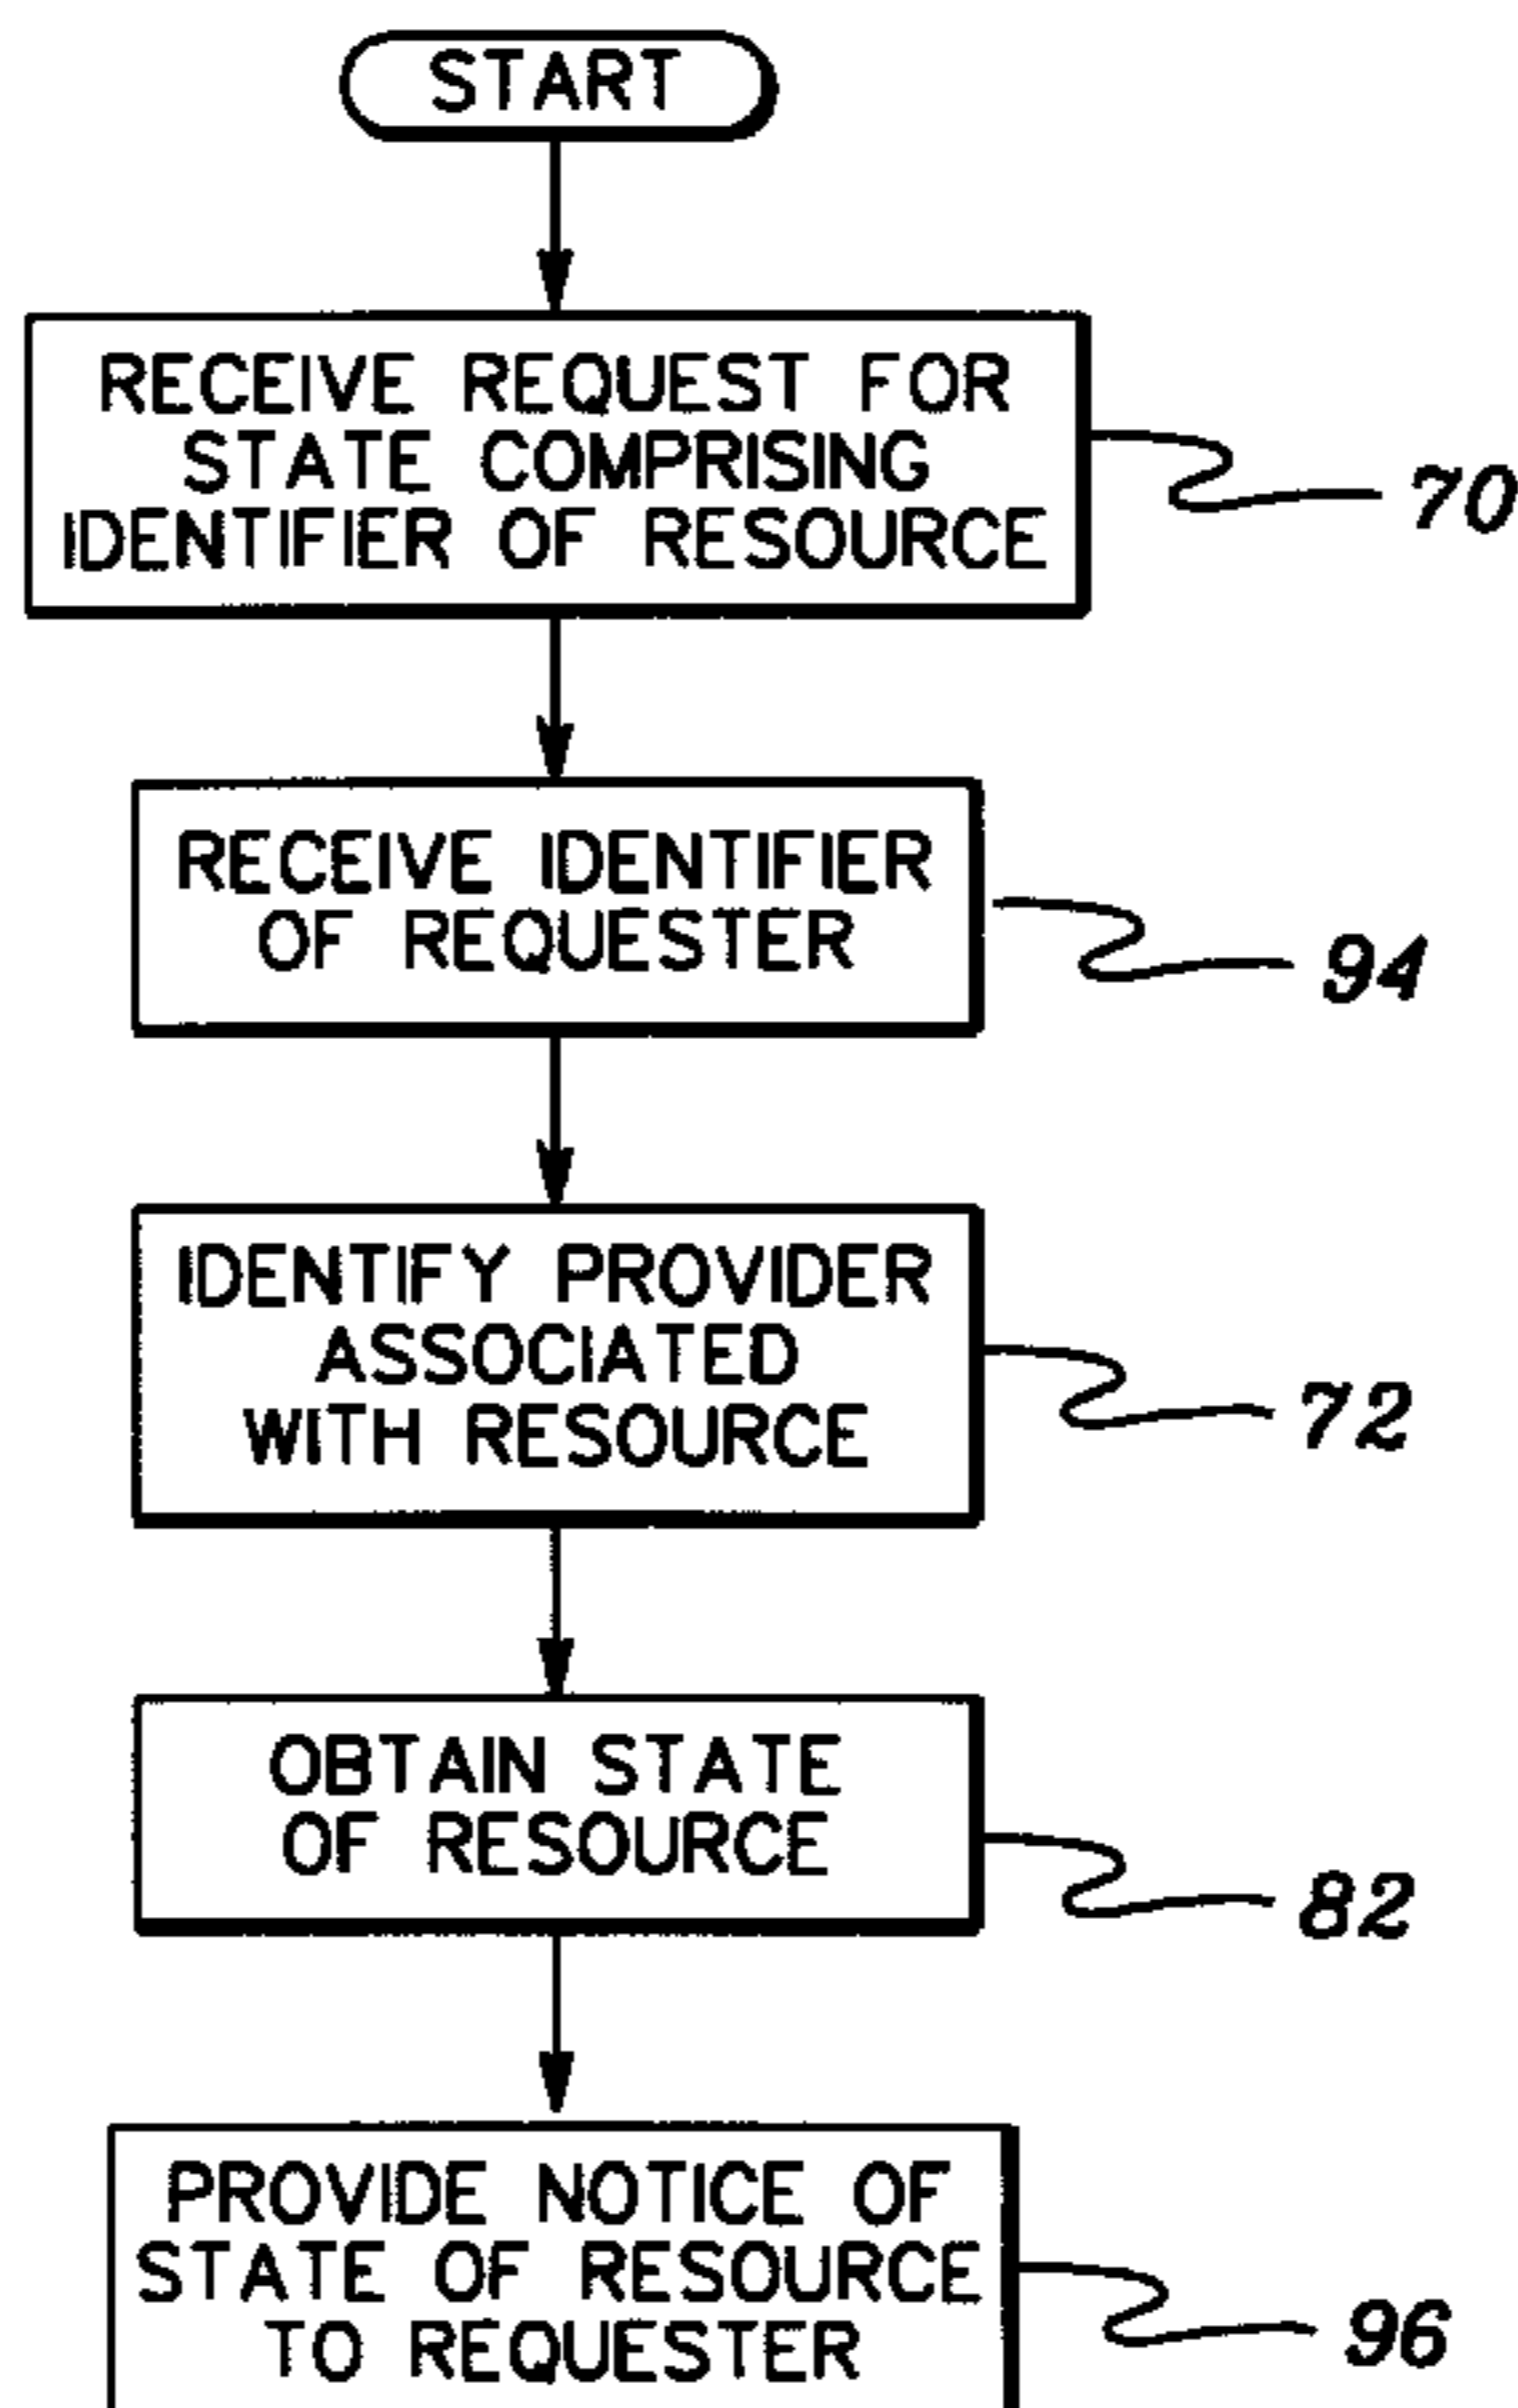 START
RECEIVE REQUEST FOR
STATE COMPRISING
IDENTIFIER OF RESOURCE
70
RECEIVE IDENTIFIER
OF REQUESTER
94
IDENTIFY PROVIDER
ASSOCIATED
WITH RESOURCE
72
OBTAIN STATE
OF RESOURCE
82
PROVIDE NOTICE OF
STATE OF RESOURCE
TO REQUESTER
96